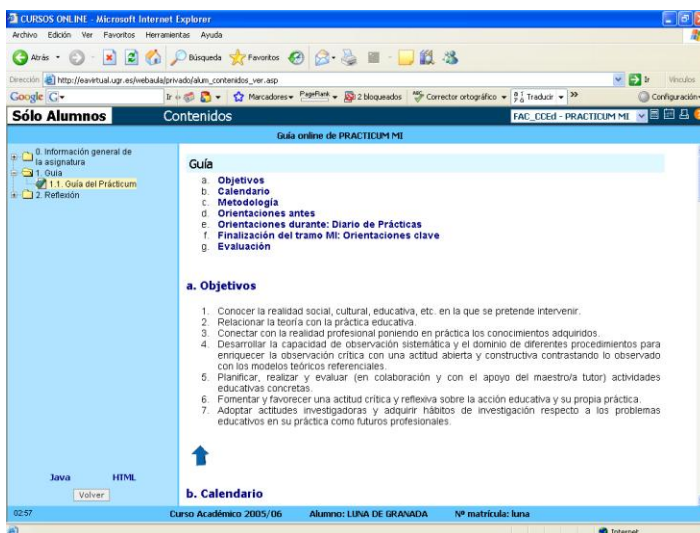 CURSOS ONLINE - Microsoft Internet Explorer
Archivo Edición Ver Favoritos Herramientas Ayuda
Atrás Búsqueda Favoritos
Dirección http://eavirtual.ugr.es/webaula/privado/alum_contenidos_ver.asp Ir Vínculos
Google G Ir Marcadores PageRank 2 bloqueados Corrector ortográfico Traducir » Configuración
Sólo Alumnos Contenidos FAC_CCEd - PRACTICUM MI
Guía online de PRACTICUM MI
0. Información general de
la asignatura
1. Guia
1.1. Guía del Prácticum
2. Reflexión
Guía
a. Objetivos
b. Calendario
c. Metodología
d. Orientaciones antes
e. Orientaciones durante: Diario de Prácticas
f. Finalización del tramo MI: Orientaciones clave
g. Evaluación
a. Objetivos
1. Conocer la realidad social, cultural, educativa, etc. en la que se pretende intervenir.
2. Relacionar la teoría con la práctica educativa.
3. Conectar con la realidad profesional poniendo en práctica los conocimientos adquiridos.
4. Desarrollar la capacidad de observación sistemática y el dominio de diferentes procedimientos para
enriquecer la observación crítica con una actitud abierta y constructiva contrastando lo observado
con los modelos teóricos referenciales.
5. Planificar, realizar y evaluar (en colaboración y con el apoyo del maestro/a tutor) actividades
educativas concretas.
6. Fomentar y favorecer una actitud crítica y reflexiva sobre la acción educativa y su propia práctica.
7. Adoptar actitudes investigadoras y adquirir hábitos de investigación respecto a los problemas
educativos en su práctica como futuros profesionales.
b. Calendario
Java HTML
Volver
02:57 Curso Académico 2005/06 Alumno: LUNA DE GRANADA Nº matrícula: luna
Internet